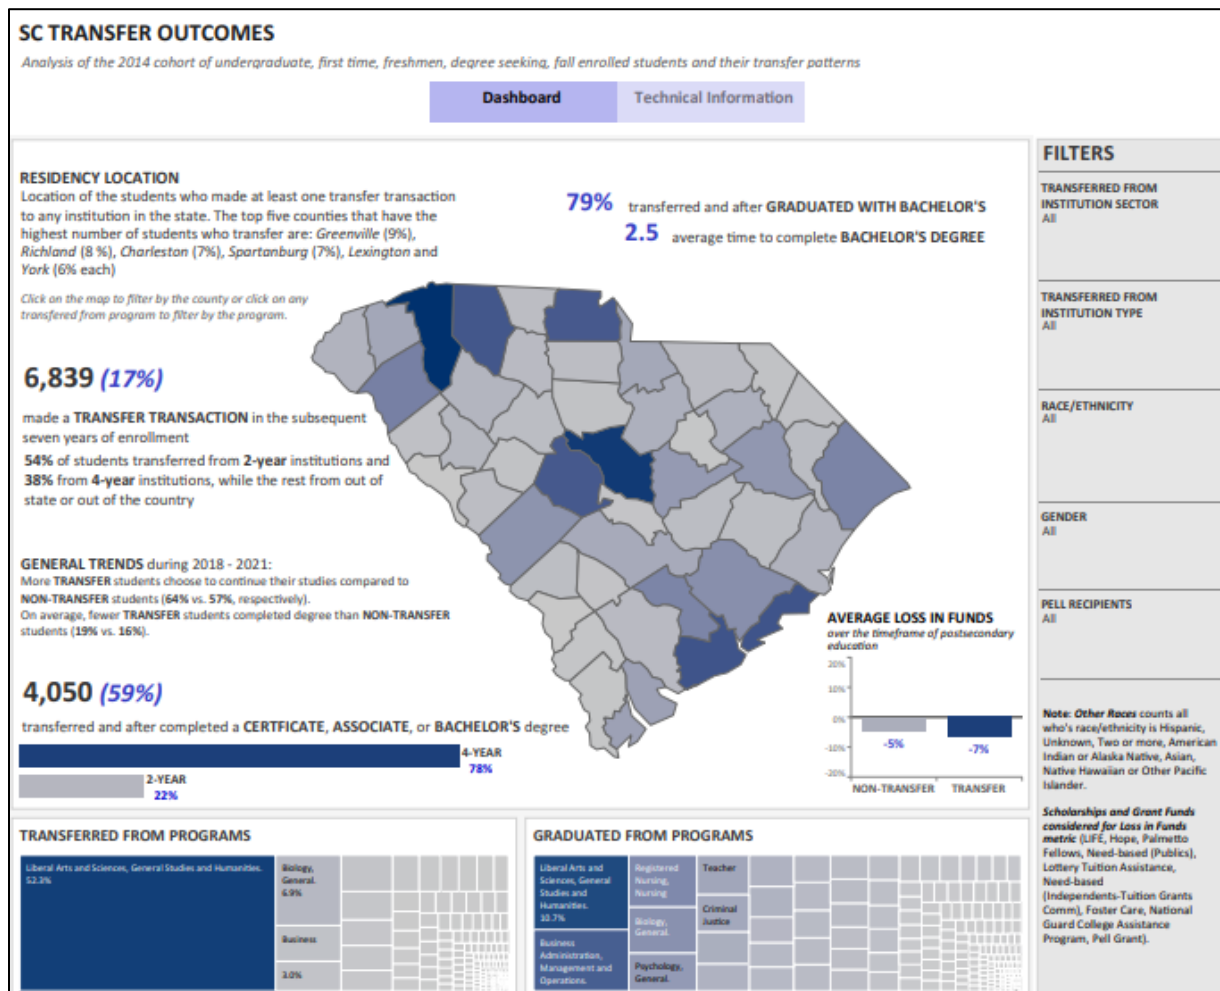 SC TRANSFER OUTCOMES
Analysis of the 2014 cohort of undergraduate, first time, freshmen, degree seeking, fall enrolled students and their transfer patterns
Dashboard
Technical Information
RESIDENCY LOCATION
Location of the students who made at least one transfer transaction
to any institution in the state. The top five counties that have the
highest number of students who transfer are: Greenville (9%),
Richland (8 %), Charleston (7%), Spartanburg (7%), Lexington and
York (6% each)
Click on the map to filter by the county or click on any
transfered from program to filter by the program.
79% transferred and after GRADUATED WITH BACHELOR'S
2.5 average time to complete BACHELOR'S DEGREE
6,839 (17%)
made a TRANSFER TRANSACTION in the subsequent
seven years of enrollment
54% of students transferred from 2-year institutions and
38% from 4-year institutions, while the rest from out of
state or out of the country
GENERAL TRENDS during 2018 - 2021:
More TRANSFER students choose to continue their studies compared to
NON-TRANSFER students (64% vs. 57%, respectively).
On average, fewer TRANSFER students completed degree than NON-TRANSFER
students (19% vs. 16%).
4,050 (59%)
transferred and after completed a CERTFICATE, ASSOCIATE, or BACHELOR'S degree
4-YEAR
78%
2-YEAR
22%
AVERAGE LOSS IN FUNDS
over the timeframe of postsecondary
education
20%
10%
0%
-10%
-20%
-5%
-7%
NON-TRANSFER
TRANSFER
TRANSFERRED FROM PROGRAMS
Liberal Arts and Sciences, General Studies and Humanities.
52.3%
Biology,
General.
6.9%
Business
3.0%
GRADUATED FROM PROGRAMS
Liberal Arts and
Sciences, General
Studies and
Humanities.
10.7%
Business
Administration,
Management and
Operations.
Registered
Nursing,
Nursing
Biology,
General.
Psychology,
General.
Teacher
Criminal
Justice
FILTERS
TRANSFERRED FROM
INSTITUTION SECTOR
All
TRANSFERRED FROM
INSTITUTION TYPE
All
RACE/ETHNICITY
All
GENDER
All
PELL RECIPIENTS
All
Note: Other Races counts all
who's race/ethnicity is Hispanic,
Unknown, Two or more, American
Indian or Alaska Native, Asian,
Native Hawaiian or Other Pacific
Islander.
Scholarships and Grant Funds
considered for Loss in Funds
metric (LIFE, Hope, Palmetto
Fellows, Need-based (Publics),
Lottery Tuition Assistance,
Need-based
(Independents-Tuition Grants
Comm), Foster Care, National
Guard College Assistance
Program, Pell Grant).